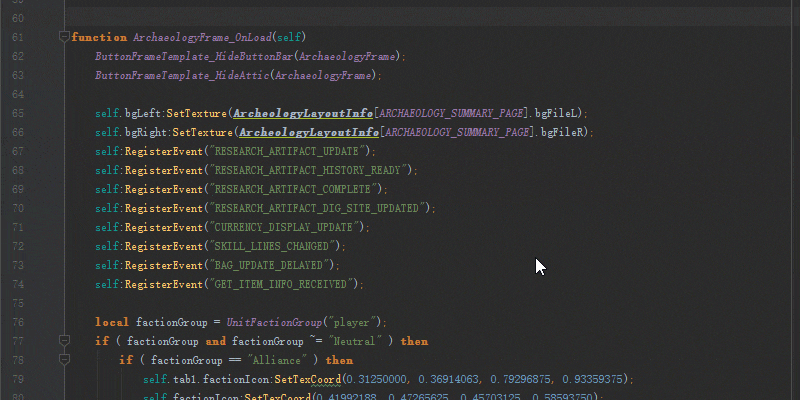 60
61 function ArchaeologyFrame_OnLoad(self)
62 ButtonFrameTemplate_HideButtonBar(ArchaeologyFrame);
63 ButtonFrameTemplate_HideAttic(ArchaeologyFrame);
64
65 self.bgLeft:SetTexture(ArcheologyLayoutInfo[ARCHAEOLOGY_SUMMARY_PAGE].bgFileL);
66 self.bgRight:SetTexture(ArcheologyLayoutInfo[ARCHAEOLOGY_SUMMARY_PAGE].bgFileR);
67 self:RegisterEvent("RESEARCH_ARTIFACT_UPDATE");
68 self:RegisterEvent("RESEARCH_ARTIFACT_HISTORY_READY");
69 self:RegisterEvent("RESEARCH_ARTIFACT_COMPLETE");
70 self:RegisterEvent("RESEARCH_ARTIFACT_DIG_SITE_UPDATED");
71 self:RegisterEvent("CURRENCY_DISPLAY_UPDATE");
72 self:RegisterEvent("SKILL_LINES_CHANGED");
73 self:RegisterEvent("BAG_UPDATE_DELAYED");
74 self:RegisterEvent("GET_ITEM_INFO_RECEIVED");
75
76 local factionGroup = UnitFactionGroup("player");
77 if ( factionGroup and factionGroup ~= "Neutral" ) then
78 if ( factionGroup == "Alliance" ) then
79 self.tab1.factionIcon:SetTexCoord(0.31250000, 0.36914063, 0.79296875, 0.93359375);
80 self.factionIcon:SetTexCoord(0.41992188, 0.47265625, 0.45703125, 0.58593750);